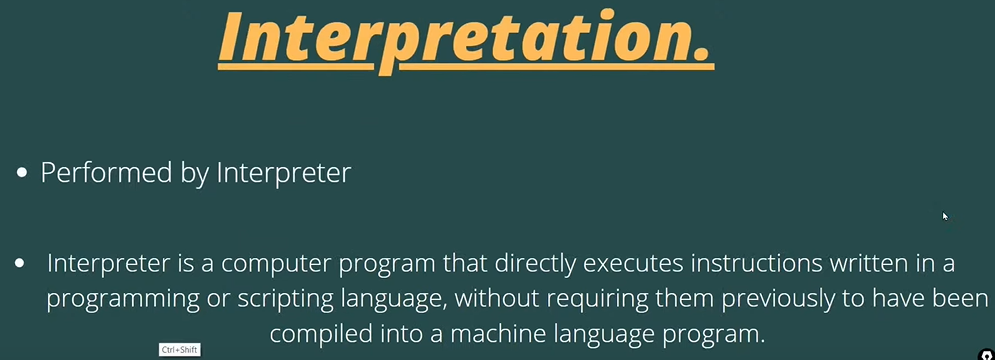 Interpretation.
Performed by Interpreter
Interpreter is a computer program that directly executes instructions written in a
programming or scripting language, without requiring them previously to have been
compiled into a machine language program.
Ctrl+Shift